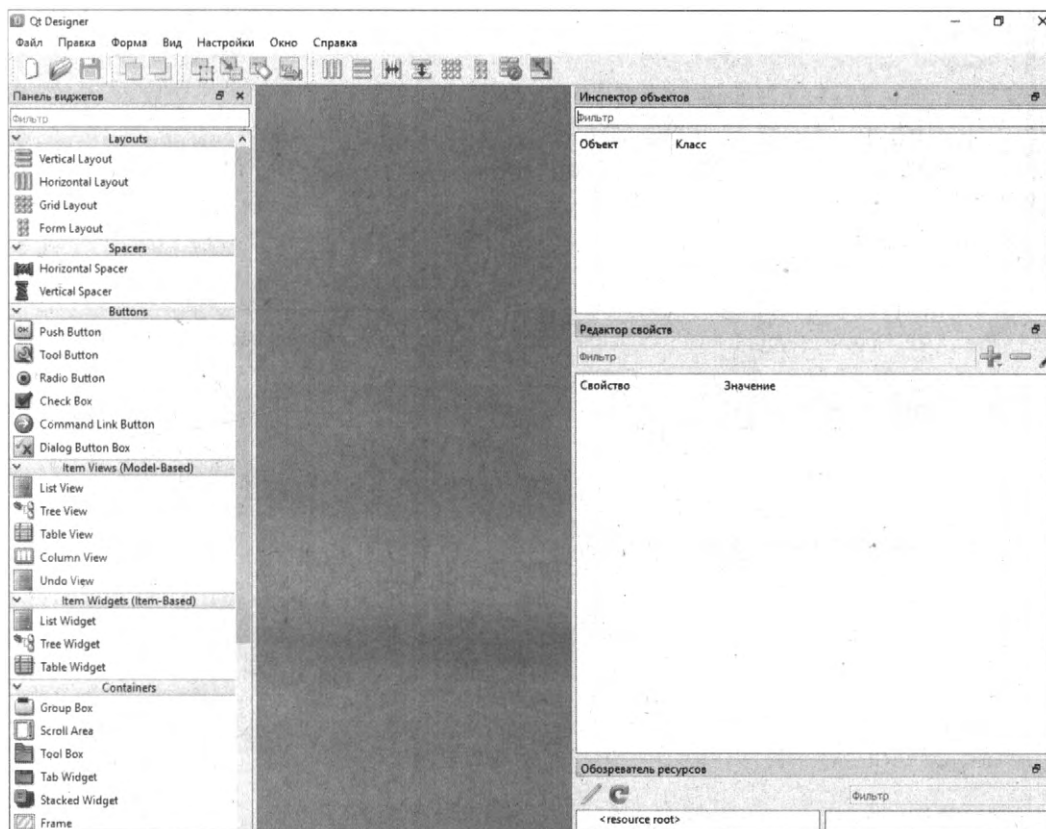 Qt Designer
Файл Правка Форма Вид Настройки Окно Справка
Панель виджетов
Фильтр
Layouts
Vertical Layout
Horizontal Layout
Grid Layout
Form Layout
Spacers
Horizontal Spacer
Vertical Spacer
Buttons
Push Button
Tool Button
Radio Button
Check Box
Command Link Button
Dialog Button Box
Item Views (Model-Based)
List View
Tree View
Table View
Column View
Undo View
Item Widgets (Item-Based)
List Widget
Tree Widget
Table Widget
Containers
Group Box
Scroll Area
Tool Box
Tab Widget
Stacked Widget
Frame
Инспектор объектов
Фильтр
Объект Класс
Редактор свойств
Фильтр
Свойство Значение
Обозреватель ресурсов
Фильтр
<resource root>